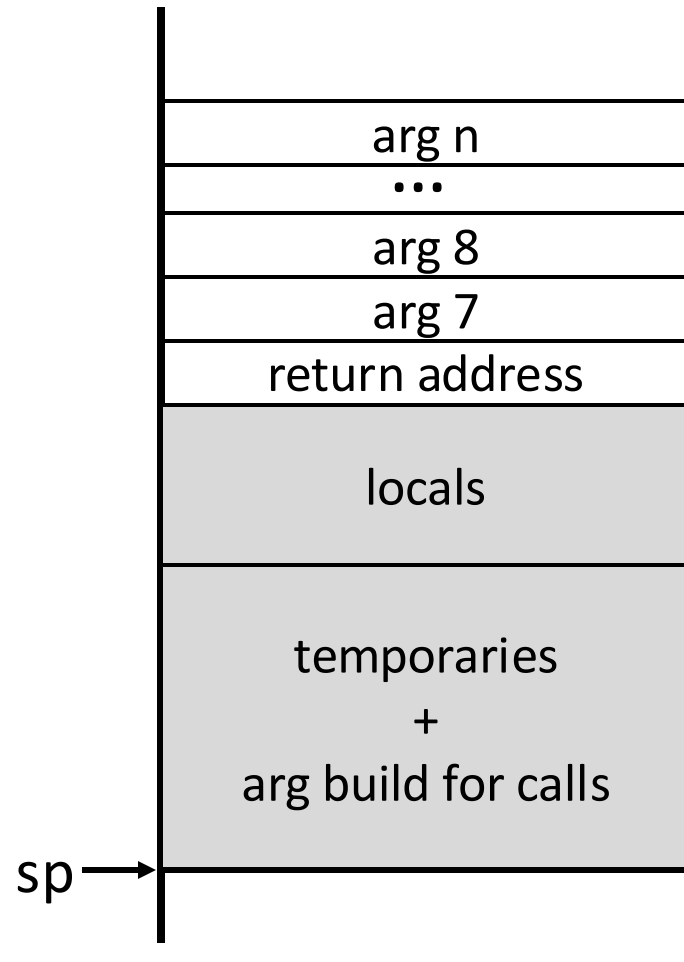 arg n
...
arg 8
arg 7
return address
locals
temporaries
+
arg build for calls
sp